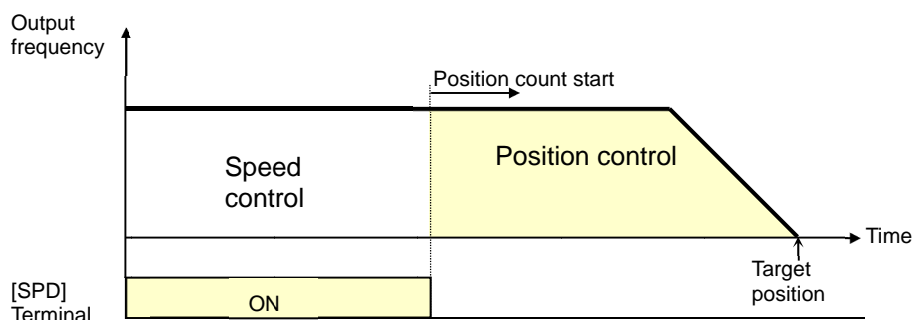 Output
frequency
Position count start
Speed
control
Position control
Time
Target
position
[SPD]
Terminal
ON